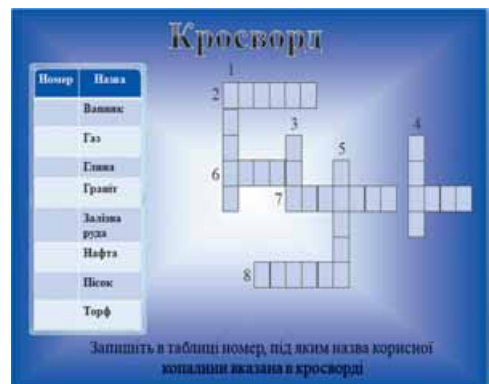 Кросворд
Номер Назва
Вапняк
Газ
Глина
Граніт
Залізна
руда
Нафта
Пісок
Торф
1
2
3
4
5
6
7
8
Запишіть в таблиці номер, під яким назва корисної
копалини вказана в кросворді